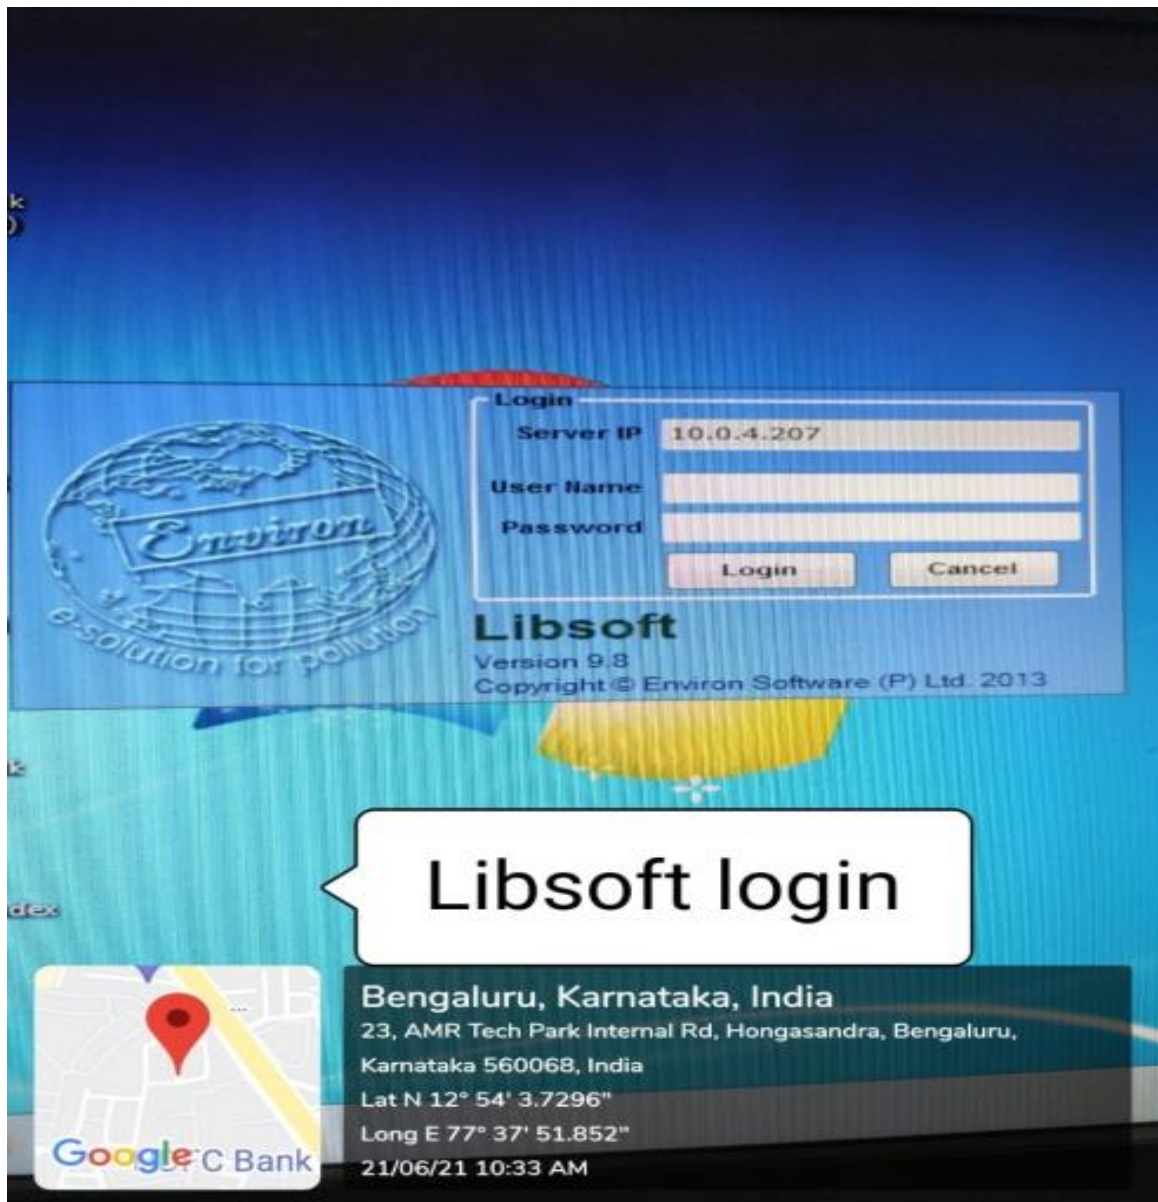 k
Login
Server IP 10.0.4.207
User Name
Password
Login Cancel
Environ
e-solution for pollution
Libsoft
Version 9.8
Copyright © Environ Software (P) Ltd. 2013
k
dex
Libsoft login
Bengaluru, Karnataka, India
23, AMR Tech Park Internal Rd, Hongasandra, Bengaluru,
Karnataka 560068, India
Lat N 12° 54' 3.7296"
Long E 77° 37' 51.852"
21/06/21 10:33 AM
Google
C Bank